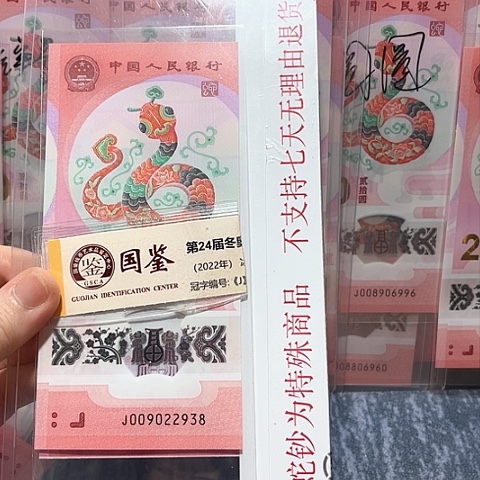 中国人民银行
国鉴
GSCA
GUOJIAN IDENTIFICATION CENTER
第24届冬
(2022年)
冠字编号:(J
J009022938
蛇钞为特殊商品 不支持七天无理由退货
贰拾圆
J008906996
J008806960
2